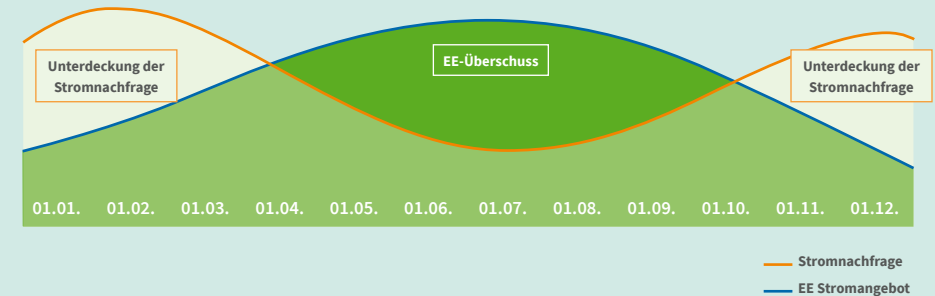 Unterdeckung der
Stromnachfrage
EE-Überschuss
Unterdeckung der
Stromnachfrage
01.01. 01.02. 01.03. 01.04. 01.05. 01.06. 01.07. 01.08. 01.09. 01.10. 01.11. 01.12.
Stromnachfrage
EE Stromangebot